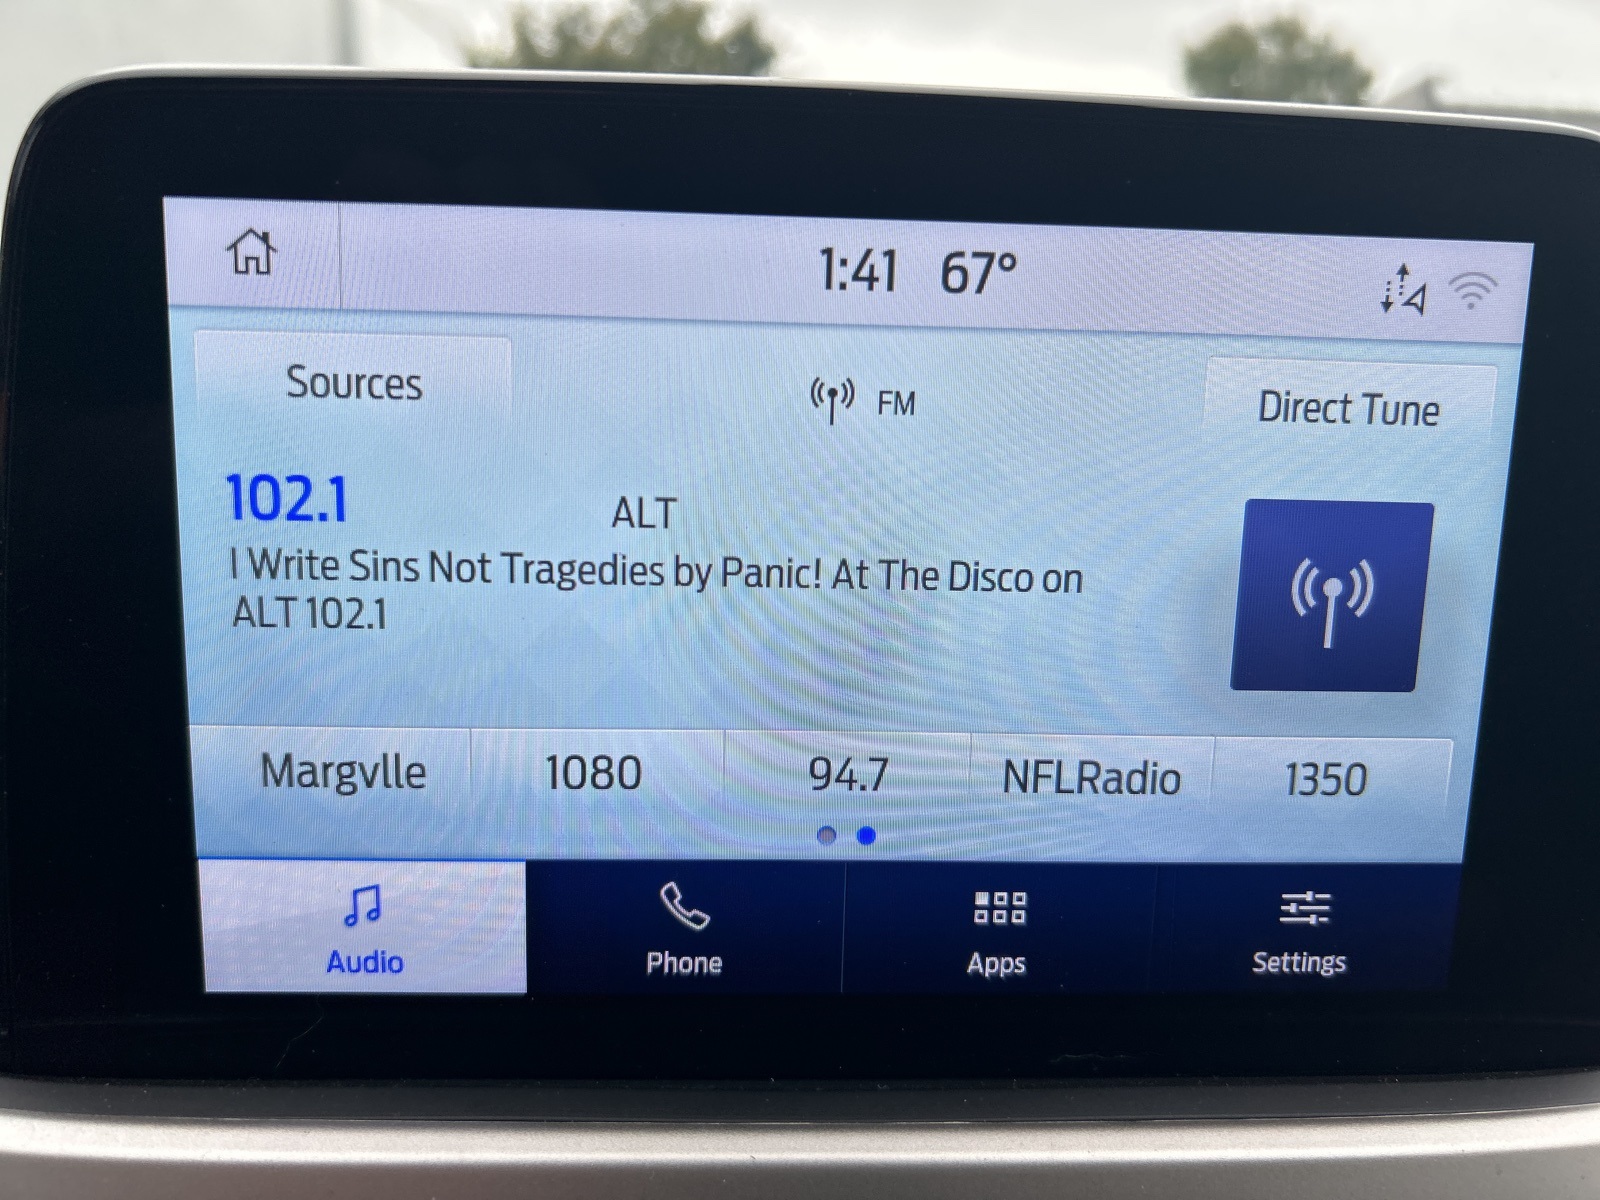 1:41 67°
Sources
FM
Direct Tune
102.1
ALT
I Write Sins Not Tragedies by Panic! At The Disco on
ALT 102.1
Margvlle 1080 94.7 NFLRadio 1350
Audio Phone Apps Settings